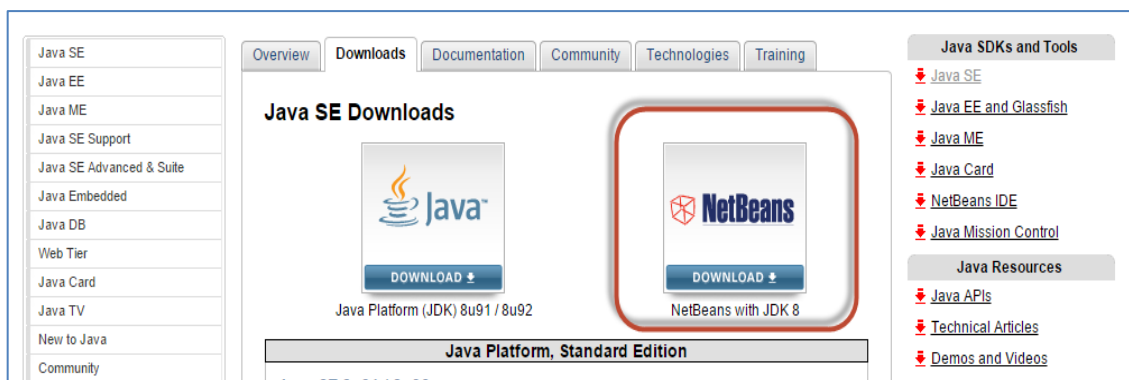 Java SE
Java EE
Java ME
Java SE Support
Java SE Advanced & Suite
Java Embedded
Java DB
Web Tier
Java Card
Java TV
New to Java
Community
Overview
Downloads
Documentation
Community
Technologies
Training
Java SE Downloads
Java™
DOWNLOAD
Java Platform (JDK) 8u91 / 8u92
NetBeans
DOWNLOAD
NetBeans with JDK 8
Java Platform, Standard Edition
Java SDKs and Tools
Java SE
Java EE and Glassfish
Java ME
Java Card
NetBeans IDE
Java Mission Control
Java Resources
Java APIs
Technical Articles
Demos and Videos